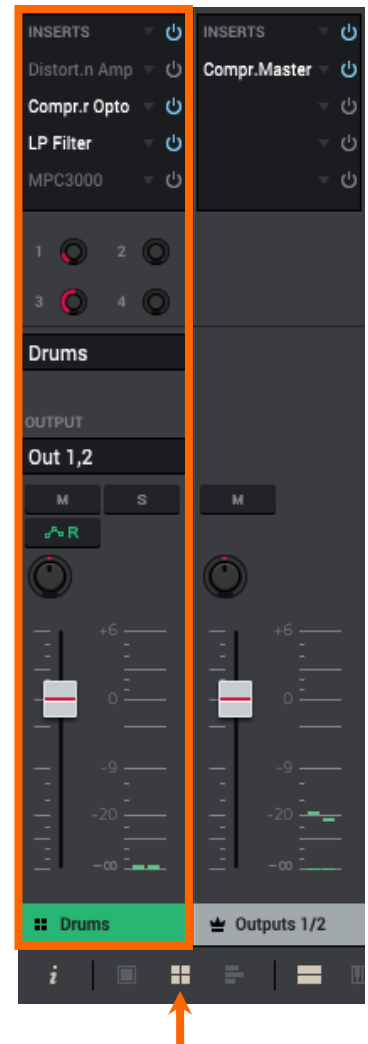 INSERTS
Distort.n Amp
Compr.r Opto
LP Filter
MPC3000
1 2
3 4
Drums
OUTPUT
Out 1,2
M S
R
+6
0
-9
-20
-∞
Drums
INSERTS
Compr.Master
M
+6
0
-9
-20
-∞
Outputs 1/2
i